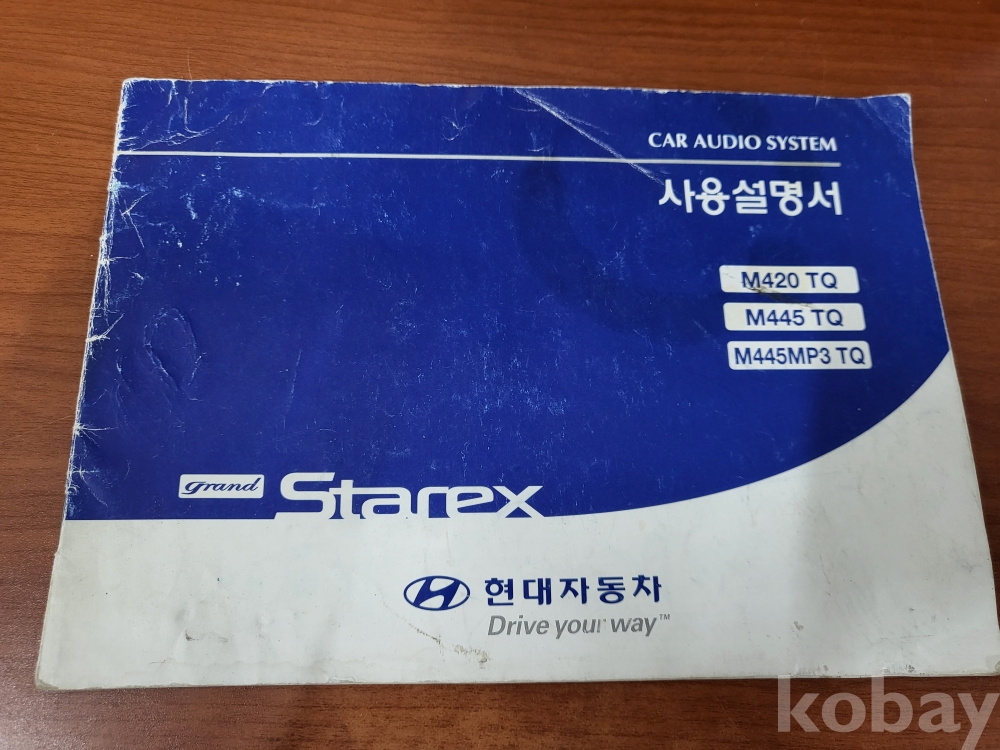 CAR AUDIO SYSTEM
사용설명서
M420 TQ
M445 TQ
M445MP3 TQ
grand Starex
현대자동차
Drive your way™
kobay